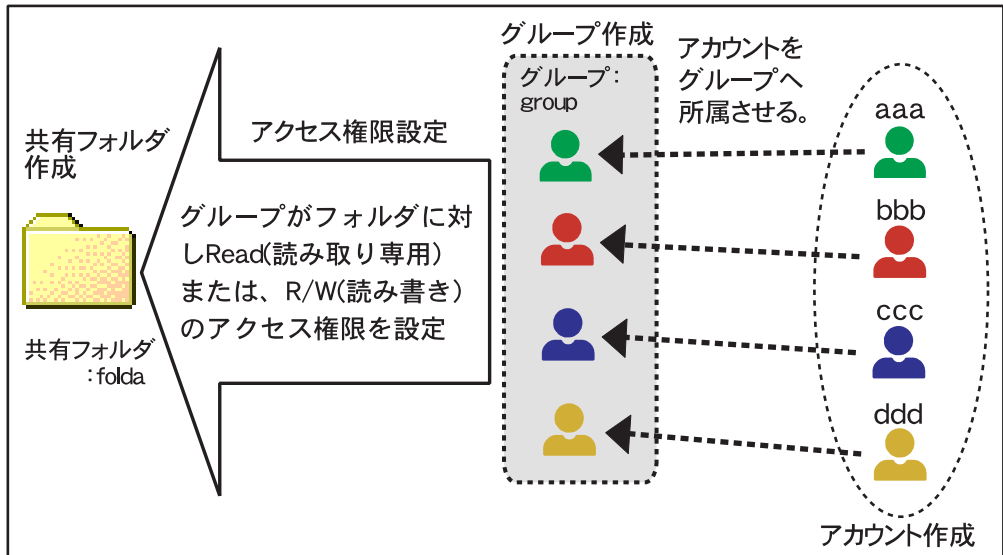 グループ作成
グループ：
group
アカウントを
グループへ
所属させる。
aaa
bbb
ccc
ddd
アカウント作成
アクセス権限設定
グループがフォルダに対
しRead(読み取り専用)
または、R/W(読み書き)
のアクセス権限を設定
共有フォルダ
作成
共有フォルダ
：folda